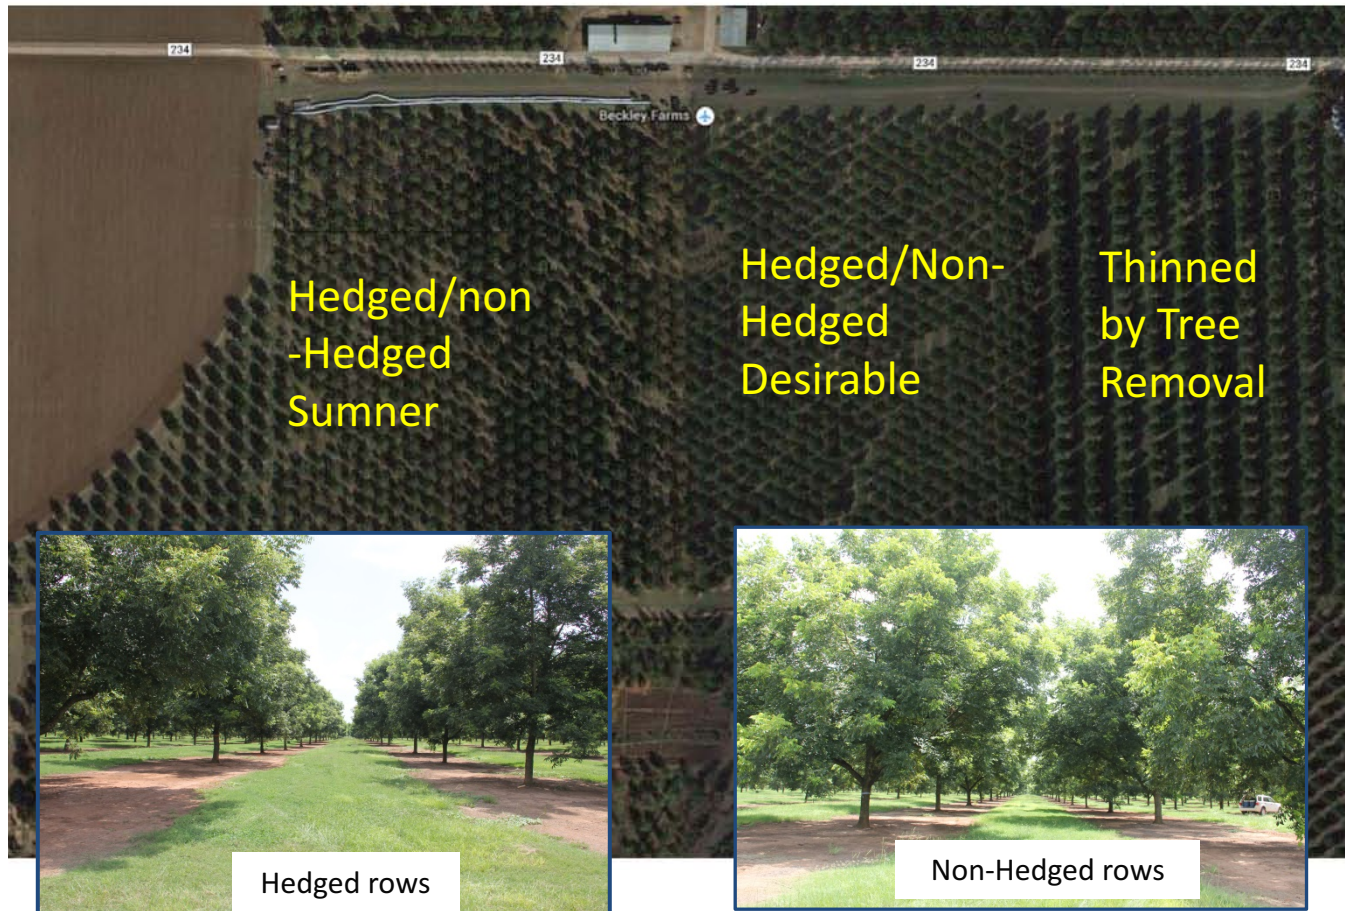 234
234
234
234
Beckley Farms
Hedged/non
-Hedged
Sumner
Hedged/Non-
Hedged
Desirable
Thinned
by Tree
Removal
Hedged rows
Non-Hedged rows